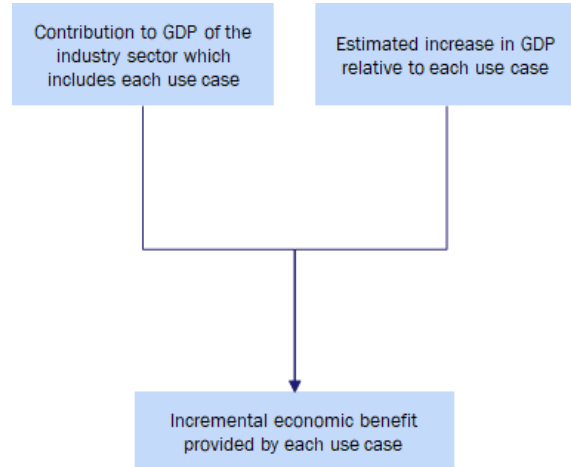 Contribution to GDP of the
industry sector which
includes each use case
Estimated increase in GDP
relative to each use case
Incremental economic benefit
provided by each use case